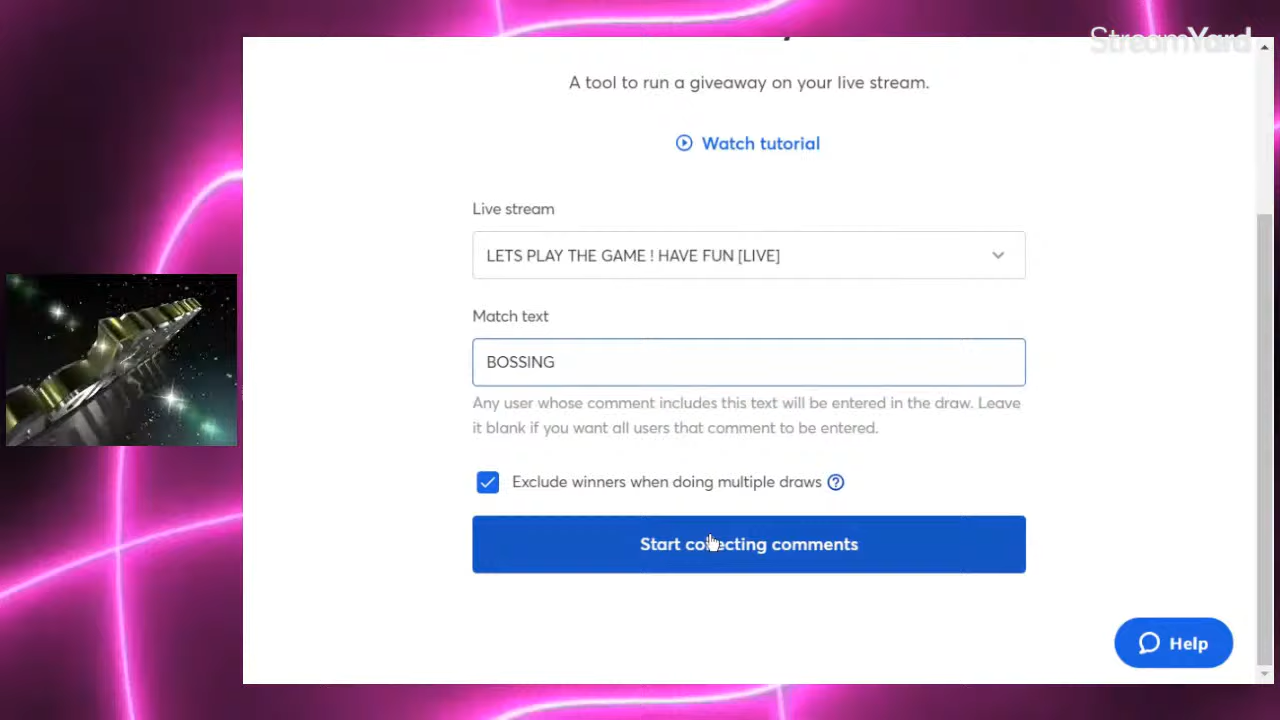 StreamYard
A tool to run a giveaway on your live stream.
Watch tutorial
Live stream
LETS PLAY THE GAME ! HAVE FUN [LIVE]
Match text
BOSSING
Any user whose comment includes this text will be entered in the draw. Leave
it blank if you want all users that comment to be entered.
Exclude winners when doing multiple draws
Start collecting comments
Help